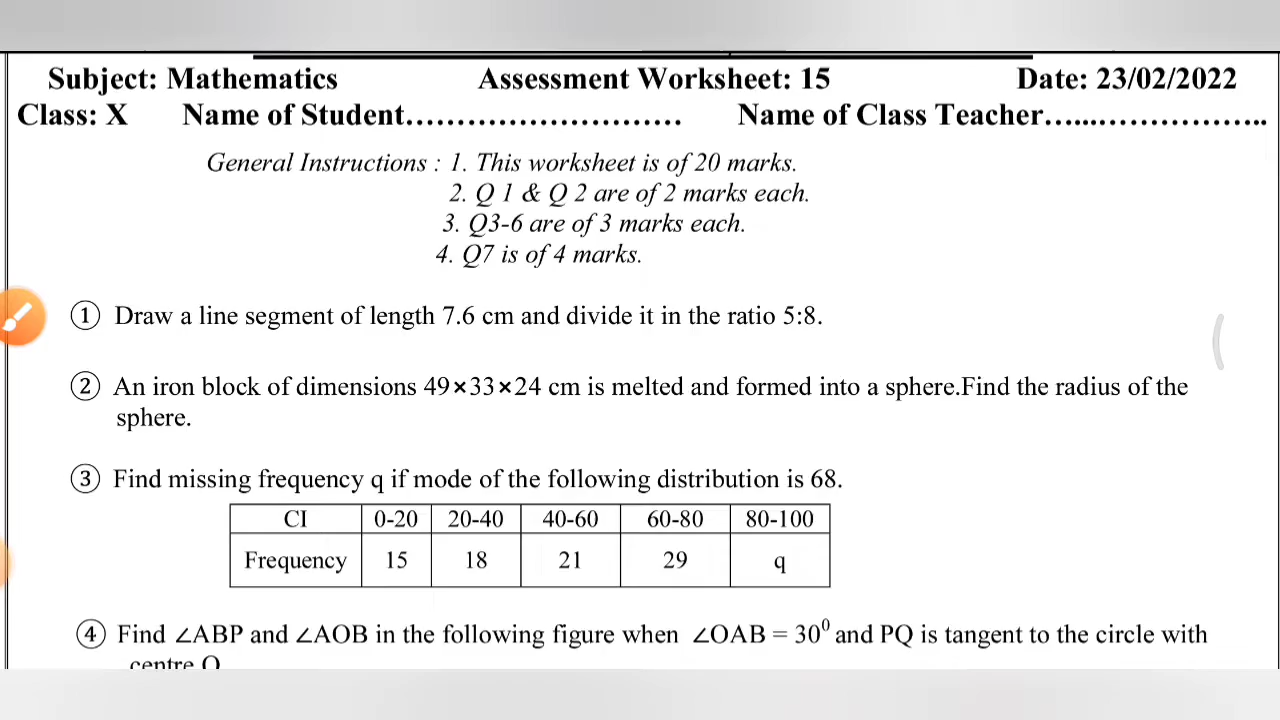 Subject: Mathematics Assessment Worksheet: 15 Date: 23/02/2022
Class: X Name of Student……………………… Name of Class Teacher…...……………..
General Instructions : 1. This worksheet is of 20 marks.
2. Q 1 & Q 2 are of 2 marks each.
3. Q3-6 are of 3 marks each.
4. Q7 is of 4 marks.
① Draw a line segment of length 7.6 cm and divide it in the ratio 5:8.
② An iron block of dimensions 49×33×24 cm is melted and formed into a sphere.Find the radius of the
sphere.
③ Find missing frequency q if mode of the following distribution is 68.
CI 0-20 20-40 40-60 60-80 80-100
Frequency 15 18 21 29 q
④ Find ∠ABP and ∠AOB in the following figure when ∠OAB = 30⁰ and PQ is tangent to the circle with
centre O